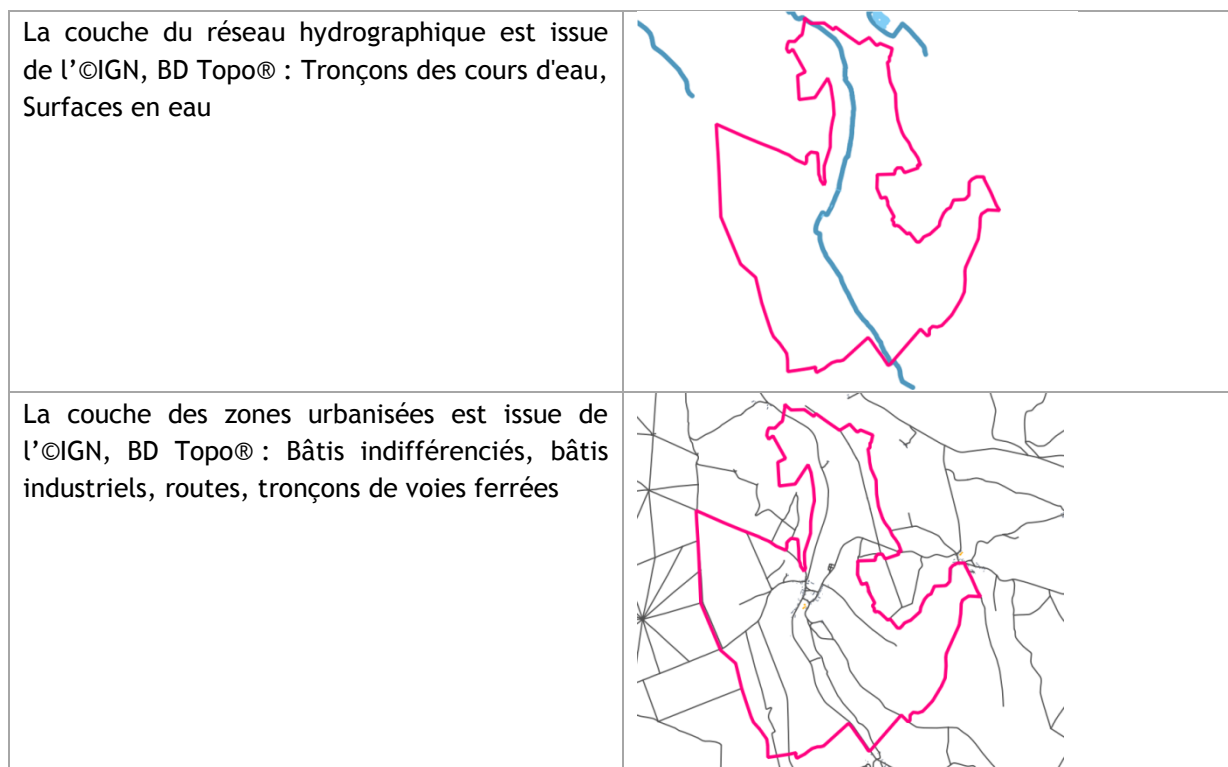 La couche du réseau hydrographique est issue
de l’©IGN, BD Topo® : Tronçons des cours d'eau,
Surfaces en eau
La couche des zones urbanisées est issue de
l’©IGN, BD Topo® : Bâtis indifférenciés, bâtis
industriels, routes, tronçons de voies ferrées